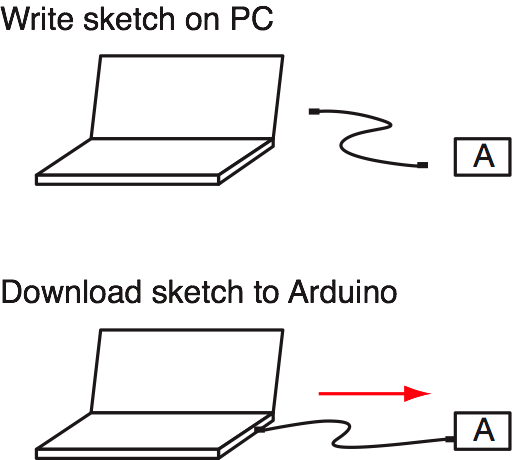 Write sketch on PC
A
Download sketch to Arduino
A